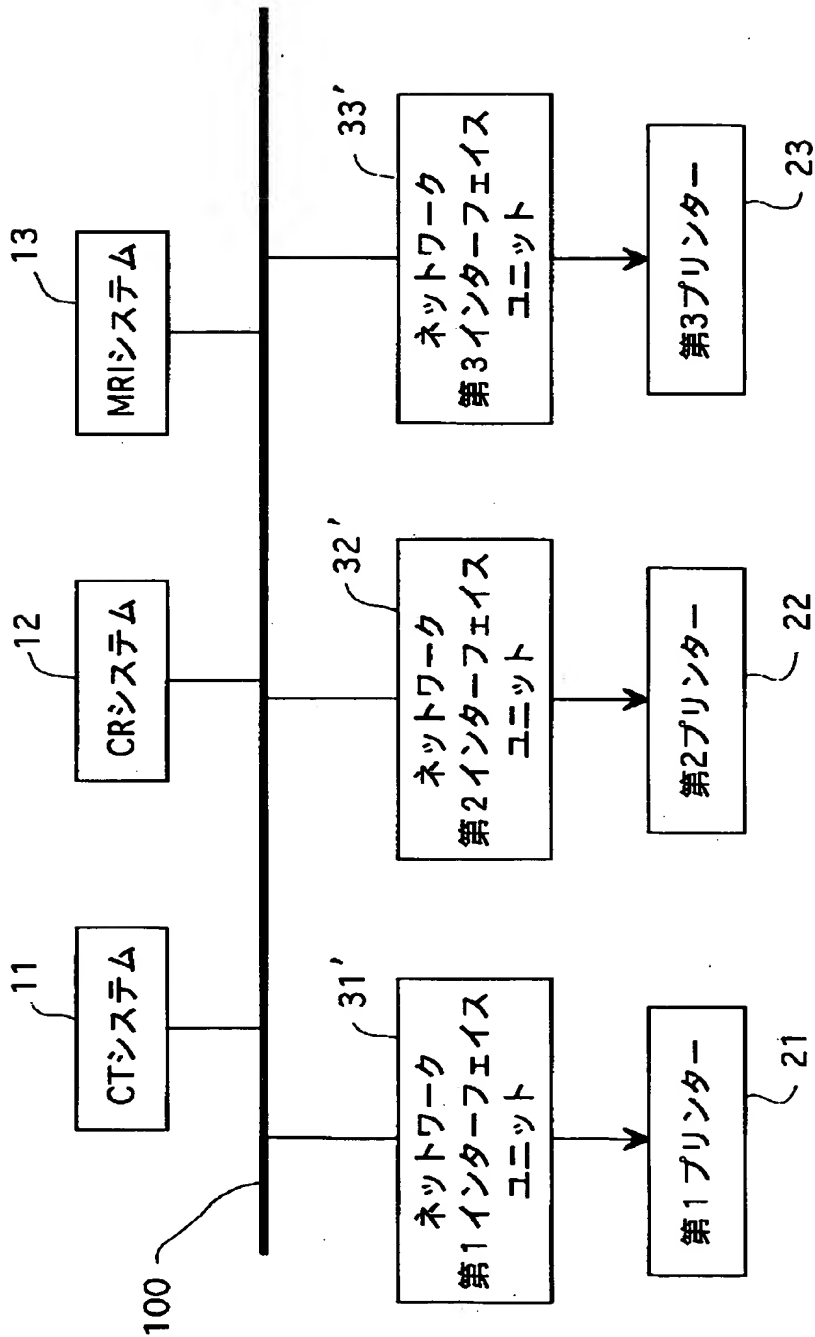 11
CTシステム
12
CRシステム
13
MRIシステム
100
31'
ネットワーク
第1インターフェイス
ユニット
32'
ネットワーク
第2インターフェイス
ユニット
33'
ネットワーク
第3インターフェイス
ユニット
第1プリンター
21
第2プリンター
22
第3プリンター
23